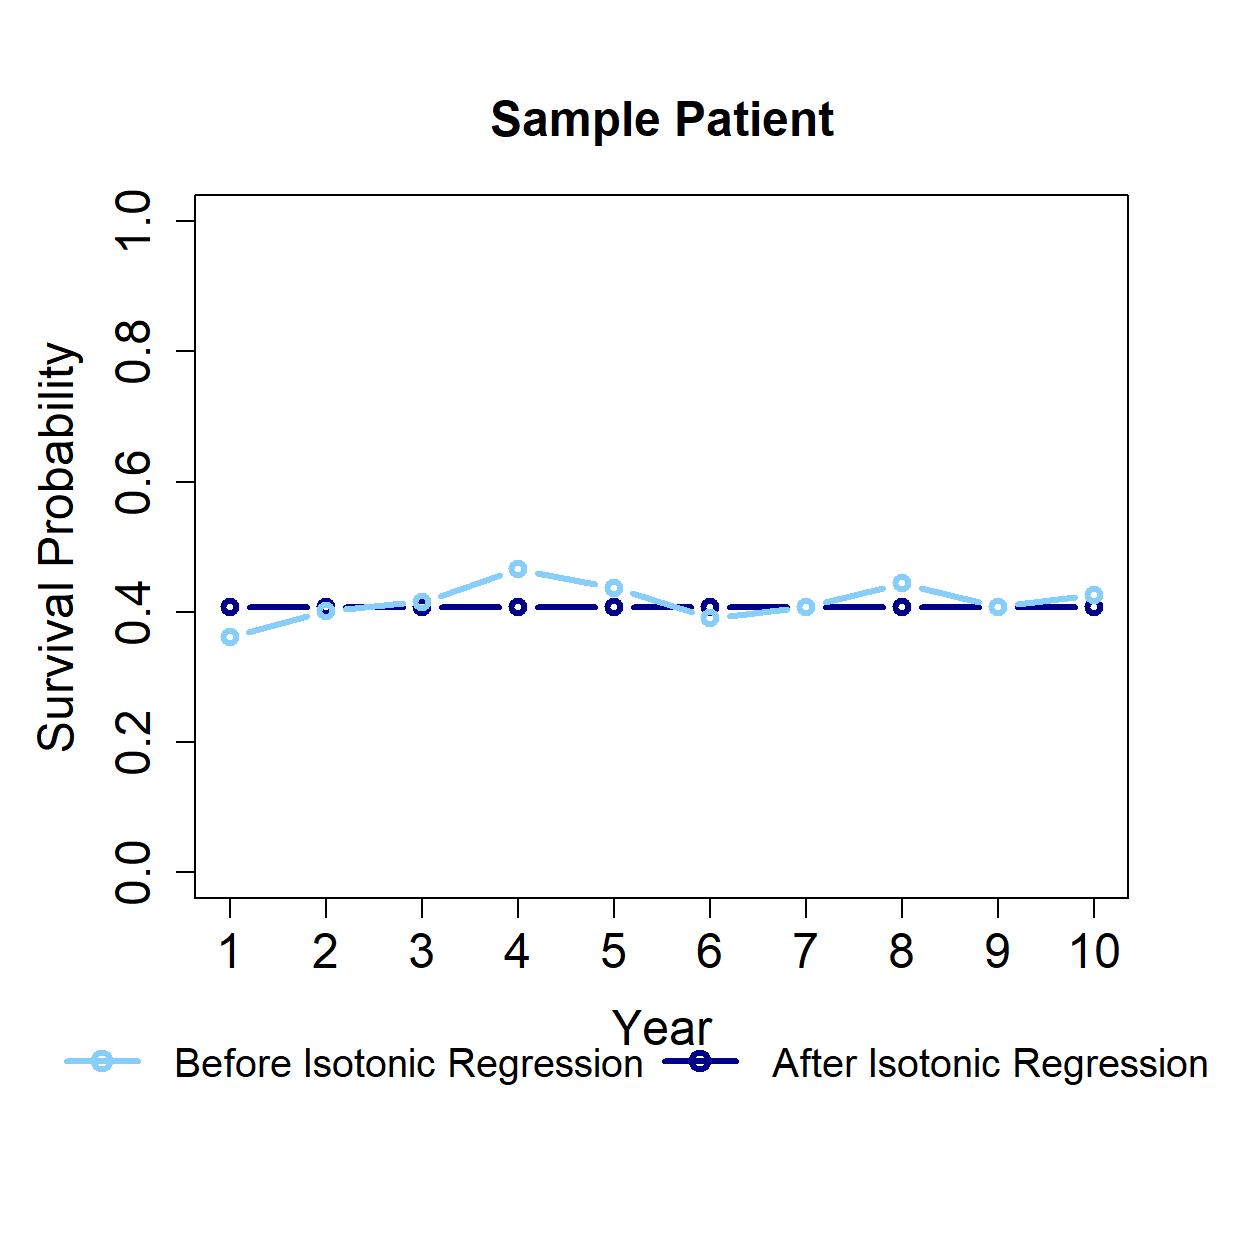 Sample Patient
Survival Probability
1.0
0.8
0.6
0.4
0.2
0.0
1 2 3 4 5 6 7 8 9 10
Year
Before Isotonic Regression After Isotonic Regression